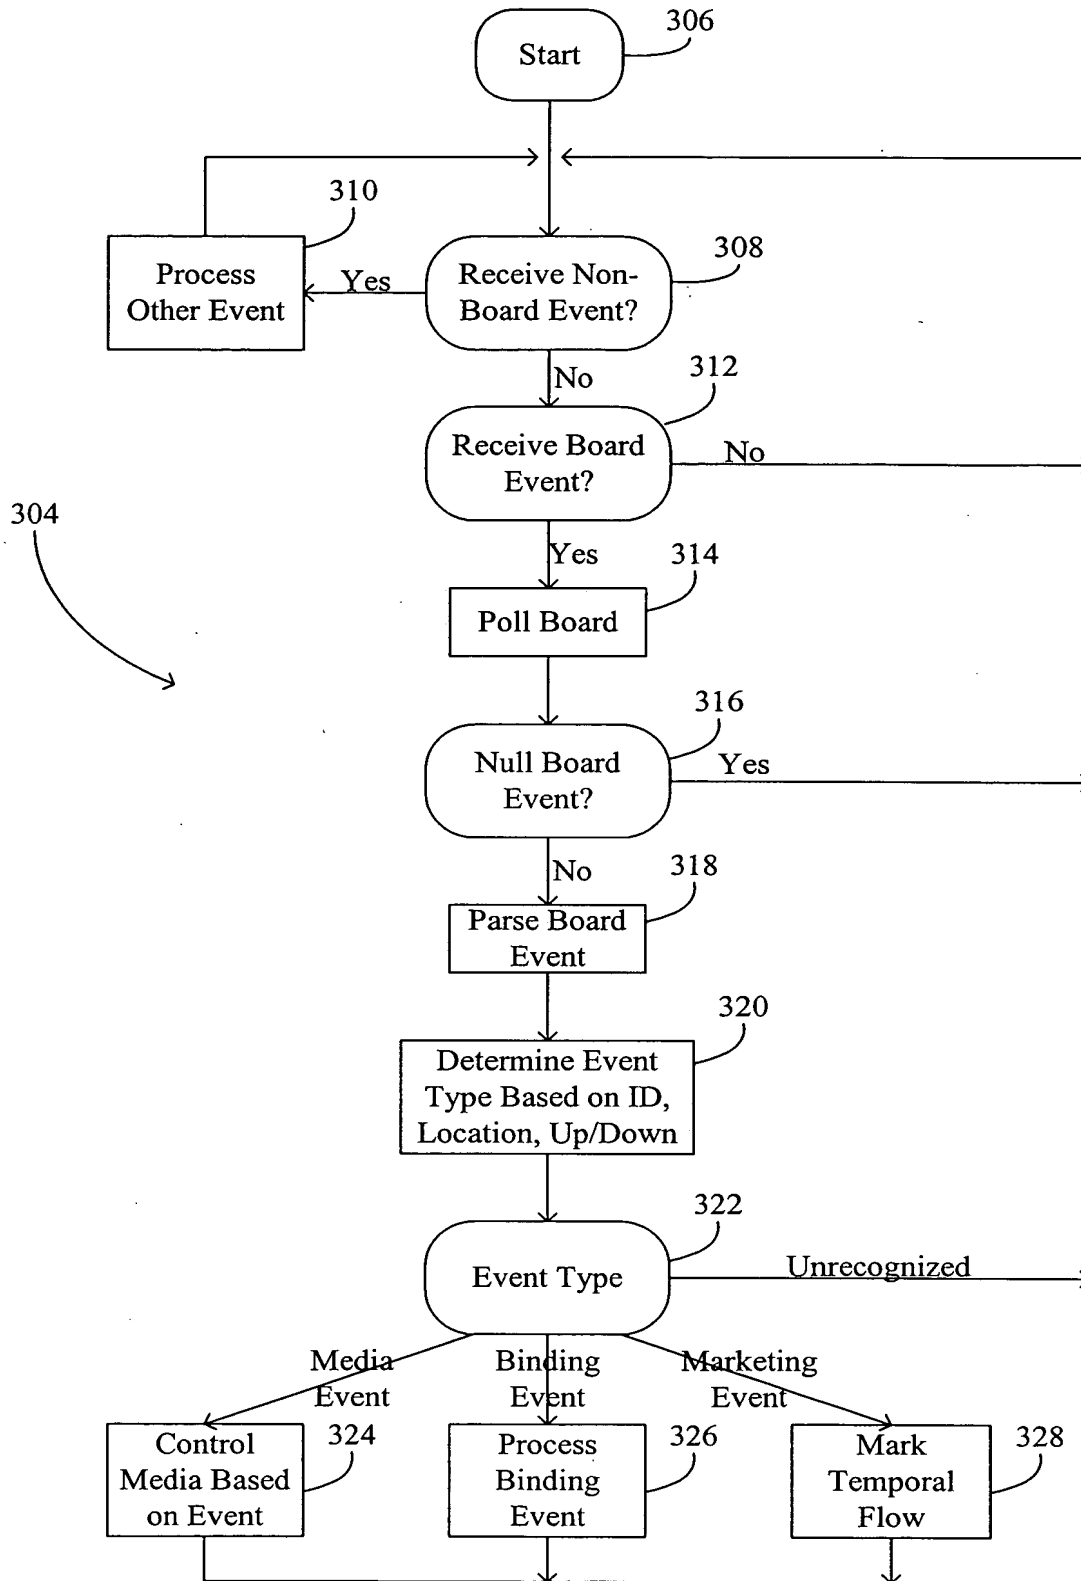 306
Start
310
308
Process
Other Event
Yes
Receive Non-
Board Event?
No
312
Receive Board
Event?
No
304
Yes
314
Poll Board
316
Null Board
Event?
Yes
No
318
Parse Board
Event
320
Determine Event
Type Based on ID,
Location, Up/Down
322
Event Type
Unrecognized
Media
Event
Binding
Event
Marketing
Event
Control
Media Based
on Event
324
Process
Binding
Event
326
Mark
Temporal
Flow
328